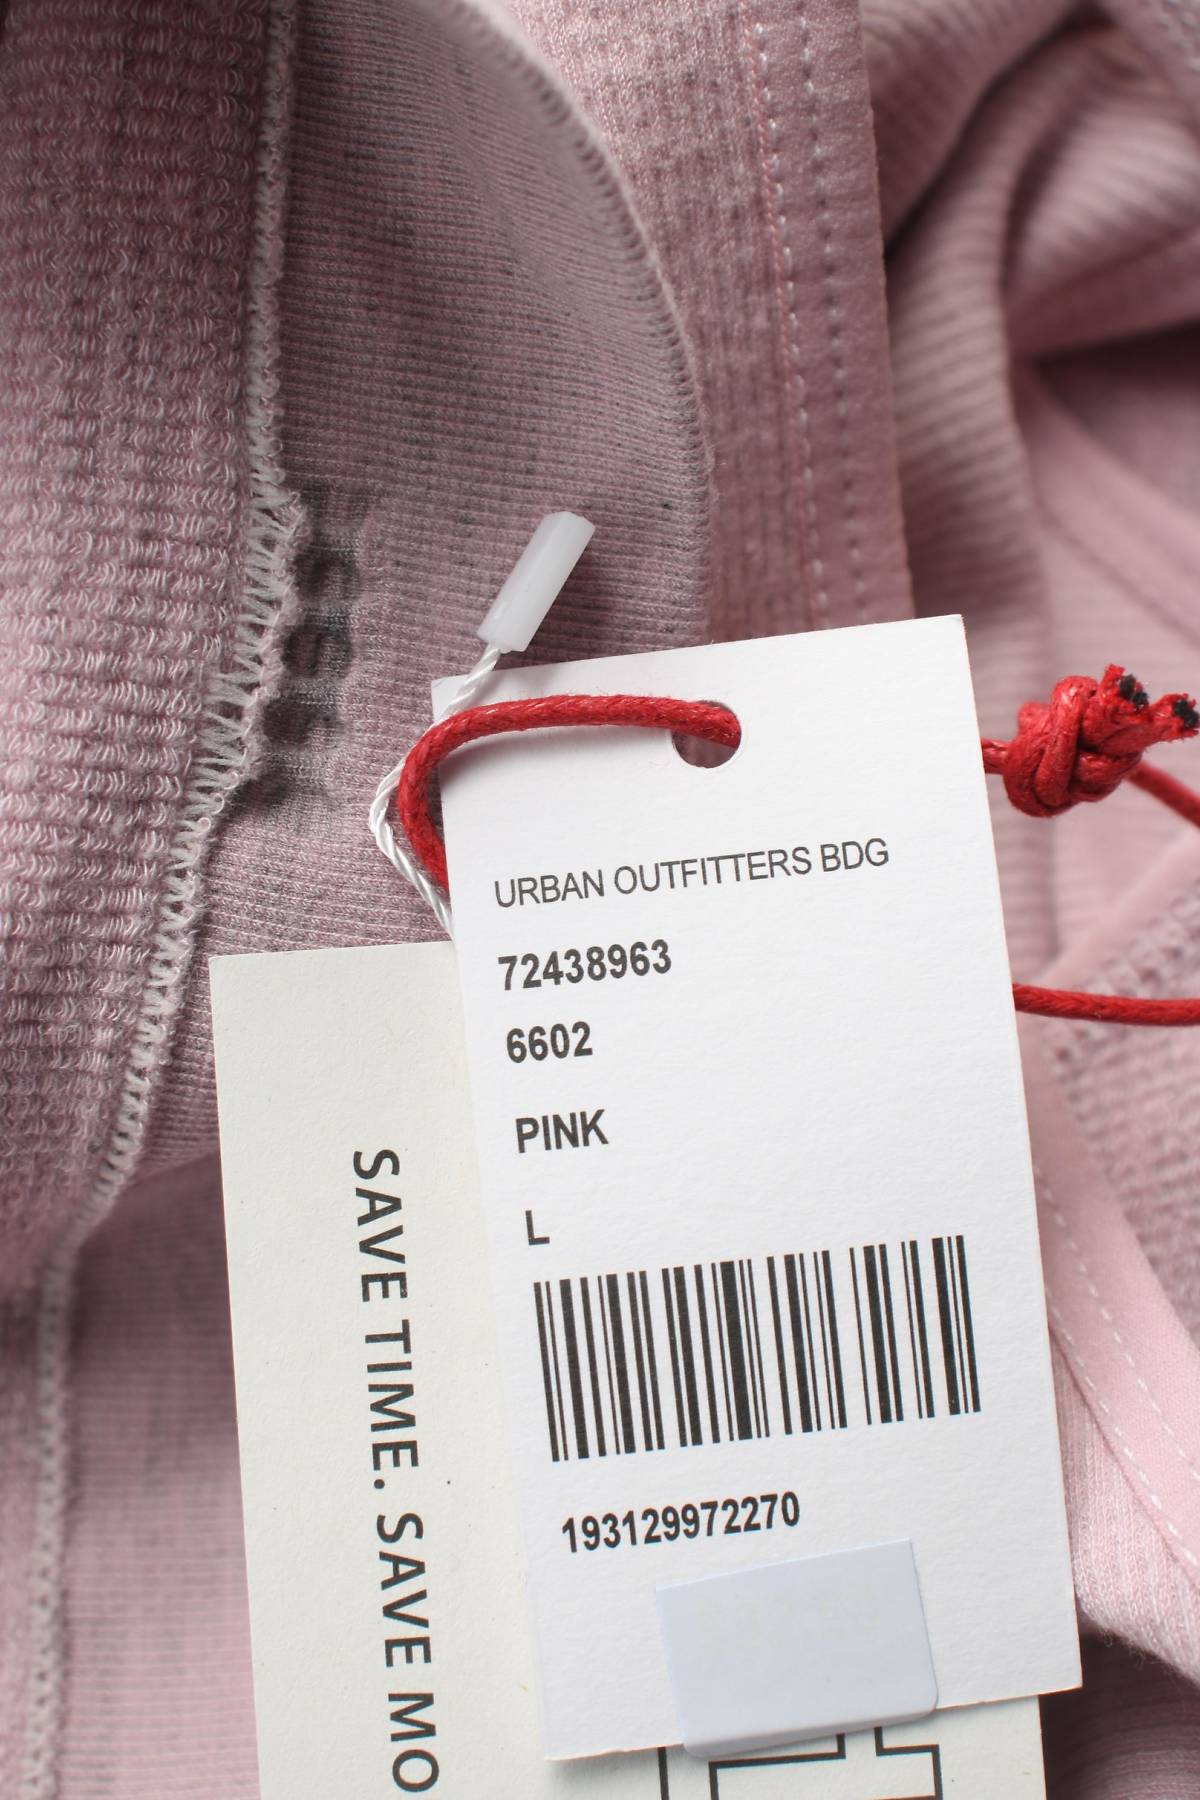 URBAN OUTFITTERS BDG
72438963
6602
PINK
L
193129972270
SAVE TIME. SAVE MO